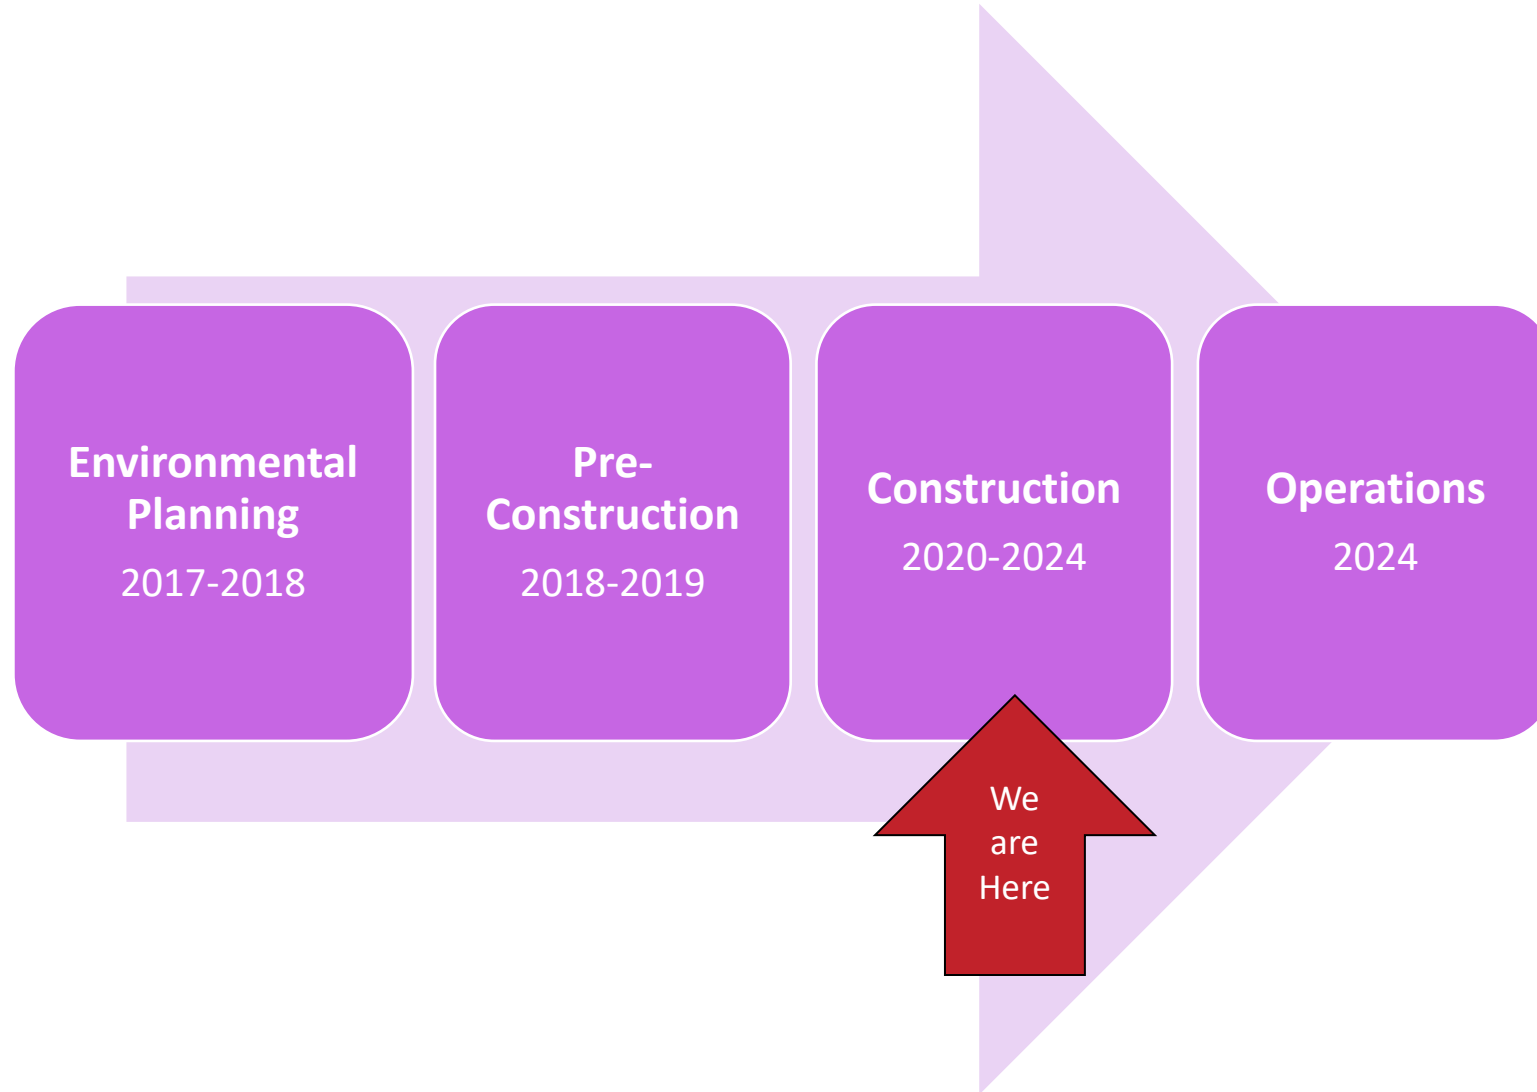 Environmental
Planning
2017-2018
Pre-
Construction
2018-2019
Construction
2020-2024
Operations
2024
We
are
Here